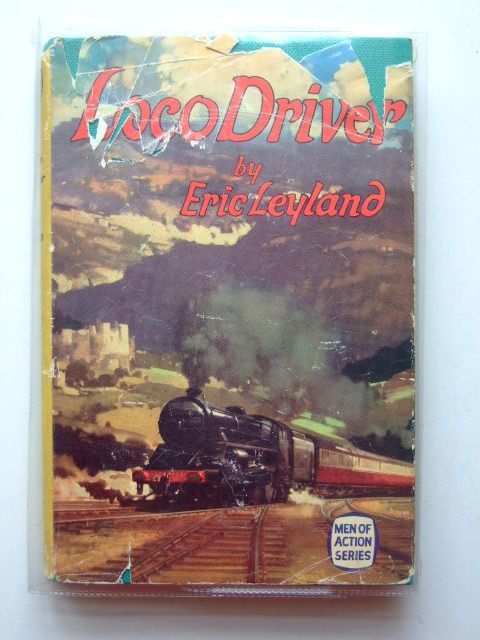 Loco Driver
by
Eric Leyland
MEN OF
ACTION
SERIES